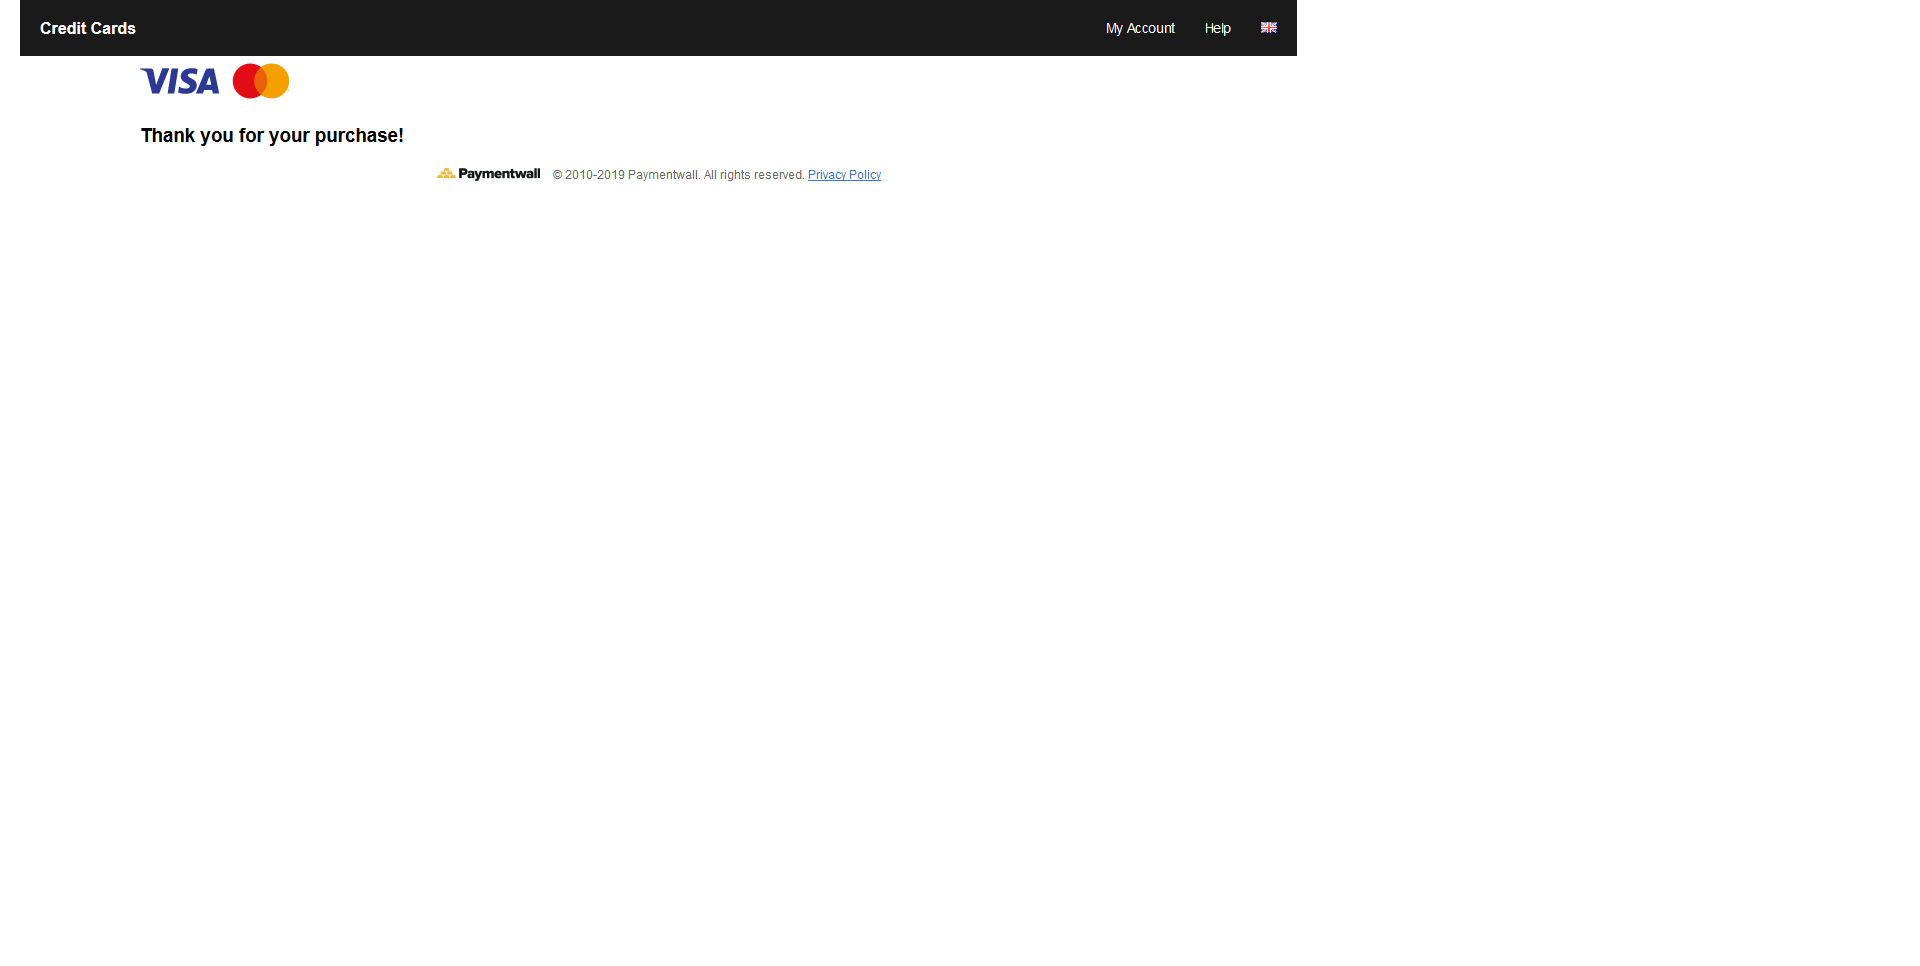 Credit Cards My Account Help
VISA
Thank you for your purchase!
Paymentwall © 2010-2019 Paymentwall. All rights reserved. Privacy Policy